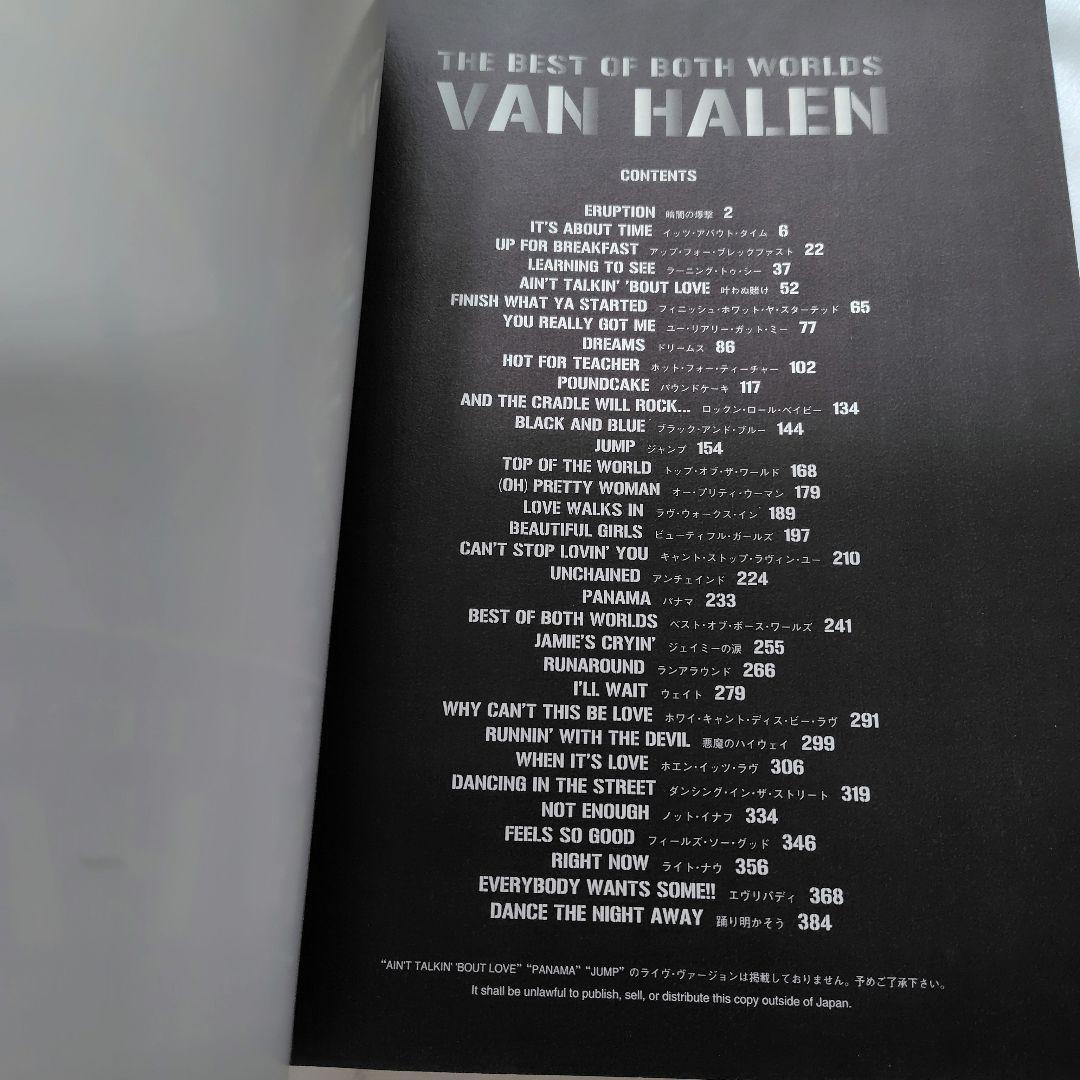 THE BEST OF BOTH WORLDS
VAN HALEN
CONTENTS
ERUPTION 暗闇の爆撃 2
IT'S ABOUT TIME イッツ・アバウト・タイム 6
UP FOR BREAKFAST アップ・フォー・ブレックファスト 22
LEARNING TO SEE ラーニング・トゥ・シー 37
AIN'T TALKIN' 'BOUT LOVE 叶わぬ賭け 52
FINISH WHAT YA STARTED フィニッシュ・ホワット・ヤ・スターテッド 65
YOU REALLY GOT ME ユー・リアリー・ガット・ミー 77
DREAMS ドリームス 86
HOT FOR TEACHER ホット・フォー・ティーチャー 102
POUNDCAKE パウンドケーキ 117
AND THE CRADLE WILL ROCK... ロックン・ロール・ベイビー 134
BLACK AND BLUE ブラック・アンド・ブルー 144
JUMP ジャンプ 154
TOP OF THE WORLD トップ・オブ・ザ・ワールド 168
(OH) PRETTY WOMAN オー・プリティ・ウーマン 179
LOVE WALKS IN ラヴ・ウォークス・イン 189
BEAUTIFUL GIRLS ビューティフル・ガールズ 197
CAN'T STOP LOVIN' YOU キャント・ストップ・ラヴィン・ユー 210
UNCHAINED アンチェインド 224
PANAMA パナマ 233
BEST OF BOTH WORLDS ベスト・オブ・ボース・ワールズ 241
JAMIE'S CRYIN' ジェイミーの涙 255
RUNAROUND ランアラウンド 266
I'LL WAIT ウェイト 279
WHY CAN'T THIS BE LOVE ホワイ・キャント・ディス・ビー・ラヴ 291
RUNNIN' WITH THE DEVIL 悪魔のハイウェイ 299
WHEN IT'S LOVE ホエン・イッツ・ラヴ 306
DANCING IN THE STREET ダンシング・イン・ザ・ストリート 319
NOT ENOUGH ノット・イナフ 334
FEELS SO GOOD フィールズ・ソー・グッド 346
RIGHT NOW ライト・ナウ 356
EVERYBODY WANTS SOME!! エヴリバディ 368
DANCE THE NIGHT AWAY 踊り明かそう 384
"AIN'T TALKIN' 'BOUT LOVE" "PANAMA" "JUMP" のライヴ・ヴァージョンは掲載しておりません。予めご了承下さい。
It shall be unlawful to publish, sell, or distribute this copy outside of Japan.